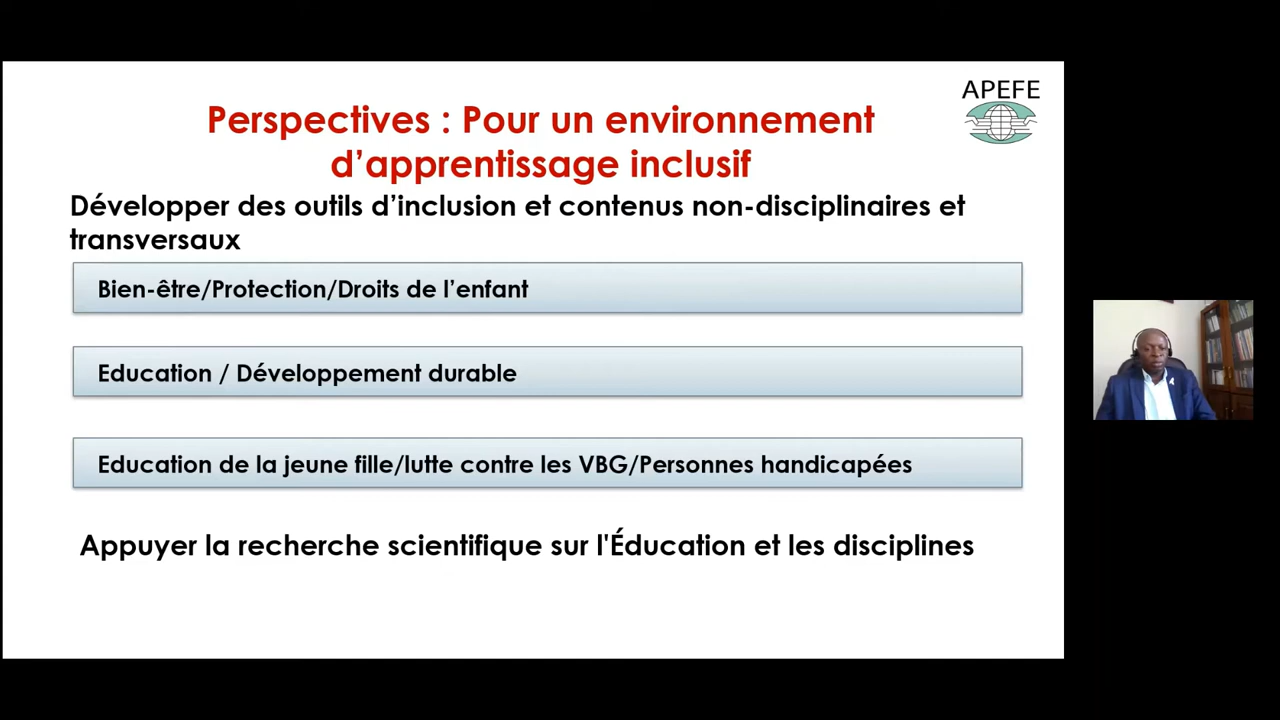 APEFE
Perspectives : Pour un environnement
d’apprentissage inclusif
Développer des outils d’inclusion et contenus non-disciplinaires et
transversaux
Bien-être/Protection/Droits de l’enfant
Education / Développement durable
Education de la jeune fille/lutte contre les VBG/Personnes handicapées
Appuyer la recherche scientifique sur l'Éducation et les disciplines